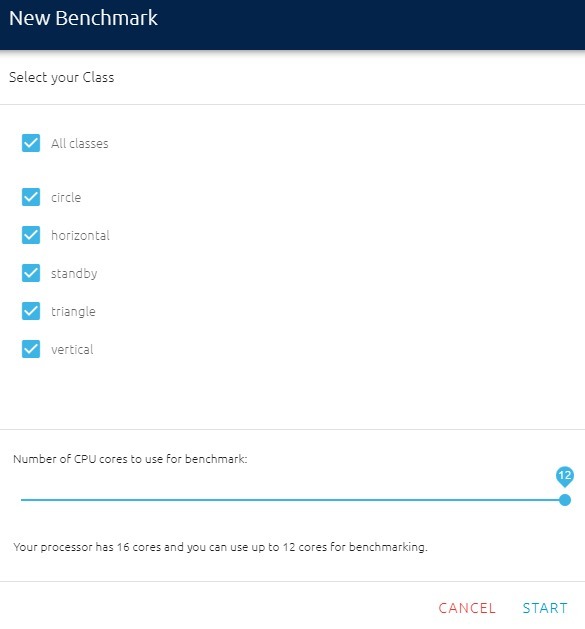 New Benchmark
Select your Class
All classes
circle
horizontal
standby
triangle
vertical
Number of CPU cores to use for benchmark:
12
Your processor has 16 cores and you can use up to 12 cores for benchmarking.
CANCEL START